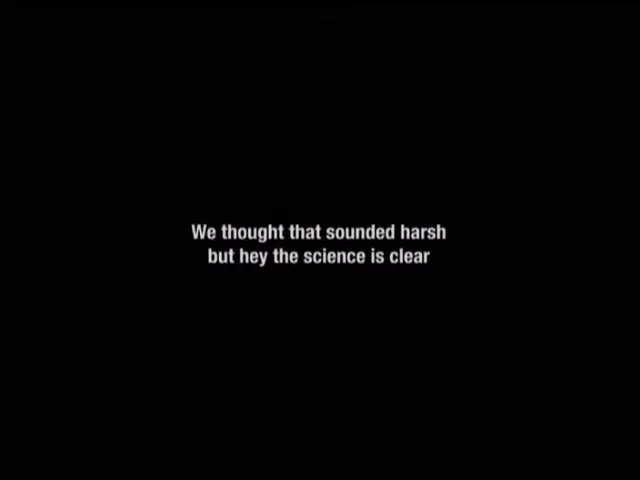 We thought that sounded harsh
but hey the science is clear